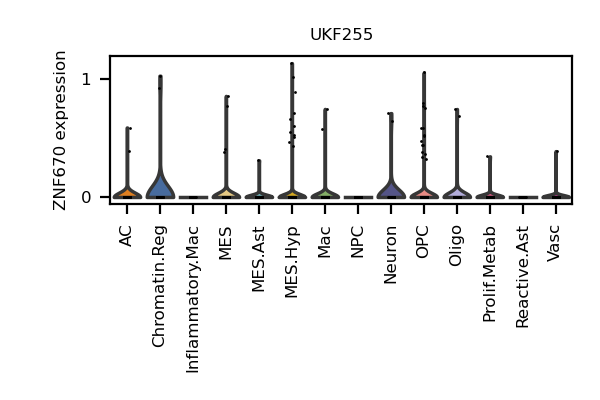 UKF255
ZNF670 expression
1
0
AC
Chromatin.Reg
Inflammatory.Mac
MES
MES.Ast
MES.Hyp
Mac
NPC
Neuron
OPC
Oligo
Prolif.Metab
Reactive.Ast
Vasc